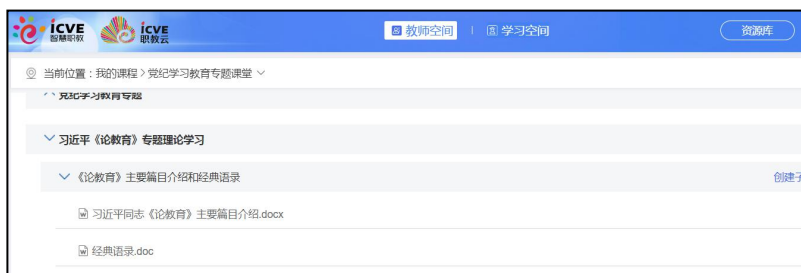 icve 智慧职教 icve 职教云 教师空间 学习空间 资源库
当前位置：我的课程 > 党纪学习教育专题课堂
党纪学习教育专题
习近平《论教育》专题理论学习
《论教育》主要篇目介绍和经典语录 创建子
习近平同志《论教育》主要篇目介绍.docx
经典语录.doc